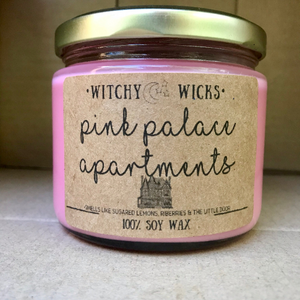 ·WITCHY WICKS·
pink palace
apartments
SMELLS LIKE SUGARED LEMONS, RIBERRIES & THE LITTLE DOOR
100% SOY WAX